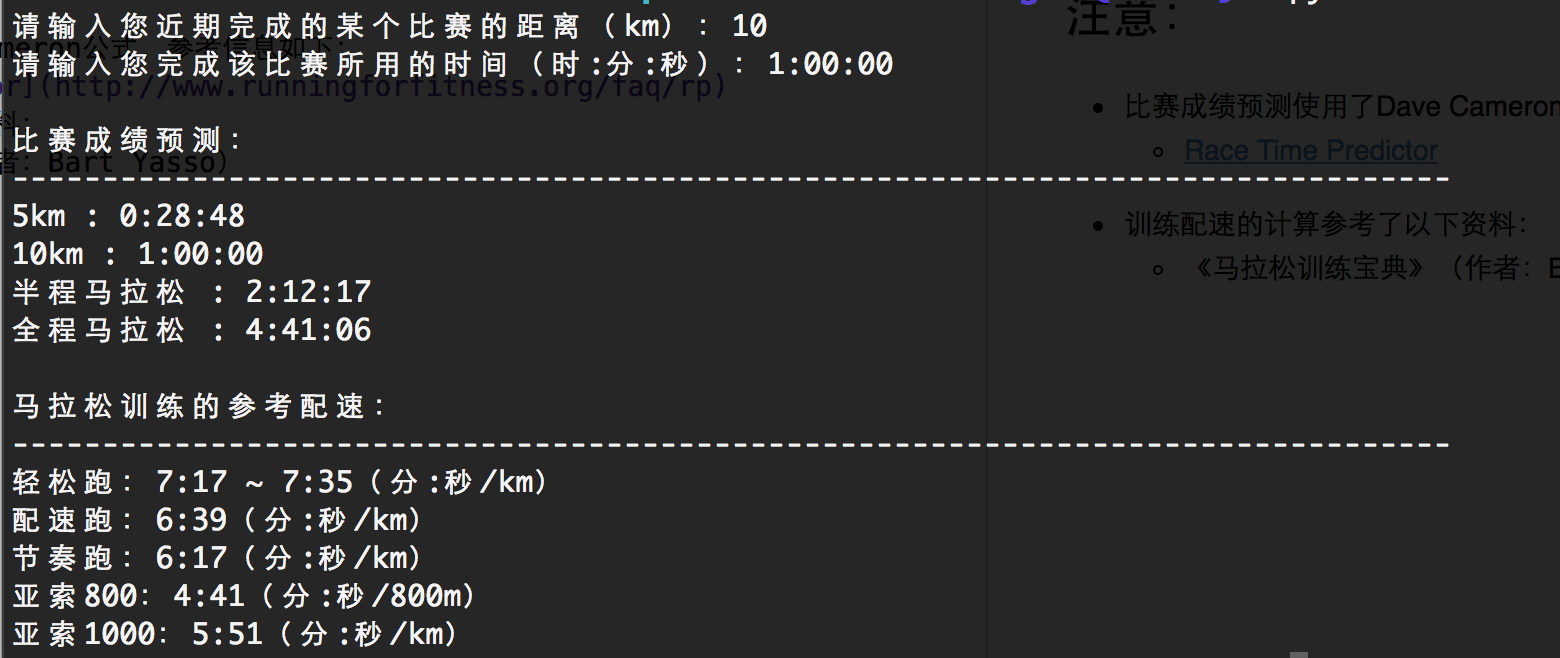 请输入您近期完成的某个比赛的距离（km）：10
请输入您完成该比赛所用的时间（时:分:秒）：1:00:00
比赛成绩预测：
--------------------------------------------------------------------------------
5km : 0:28:48
10km : 1:00:00
半程马拉松 : 2:12:17
全程马拉松 : 4:41:06
马拉松训练的参考配速：
--------------------------------------------------------------------------------
轻松跑：7:17 ~ 7:35（分:秒/km）
配速跑：6:39（分:秒/km）
节奏跑：6:17（分:秒/km）
亚索800：4:41（分:秒/800m）
亚索1000：5:51（分:秒/km）
meron公式，参考信息如下：
or](http://www.runningforfitness.org/faq/rp)
料：
者：Bart Yasso）
注意：
比赛成绩预测使用了Dave Cameron
Race Time Predictor
训练配速的计算参考了以下资料：
《马拉松训练宝典》（作者：